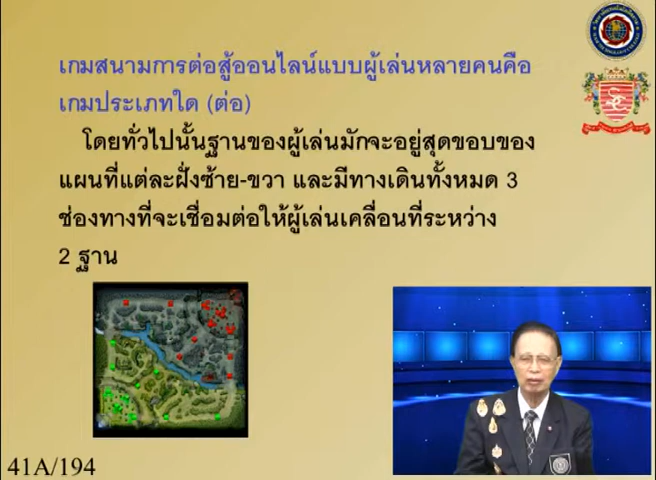 เกมสนามการต่อสู้ออนไลน์แบบผู้เล่นหลายคนคือ
เกมประเภทใด (ต่อ)
โดยทั่วไปนั้นฐานของผู้เล่นมักจะอยู่สุดขอบของ
แผนที่แต่ละฝั่งซ้าย-ขวา และมีทางเดินทั้งหมด 3
ช่องทางที่จะเชื่อมต่อให้ผู้เล่นเคลื่อนที่ระหว่าง
2 ฐาน
41A/194